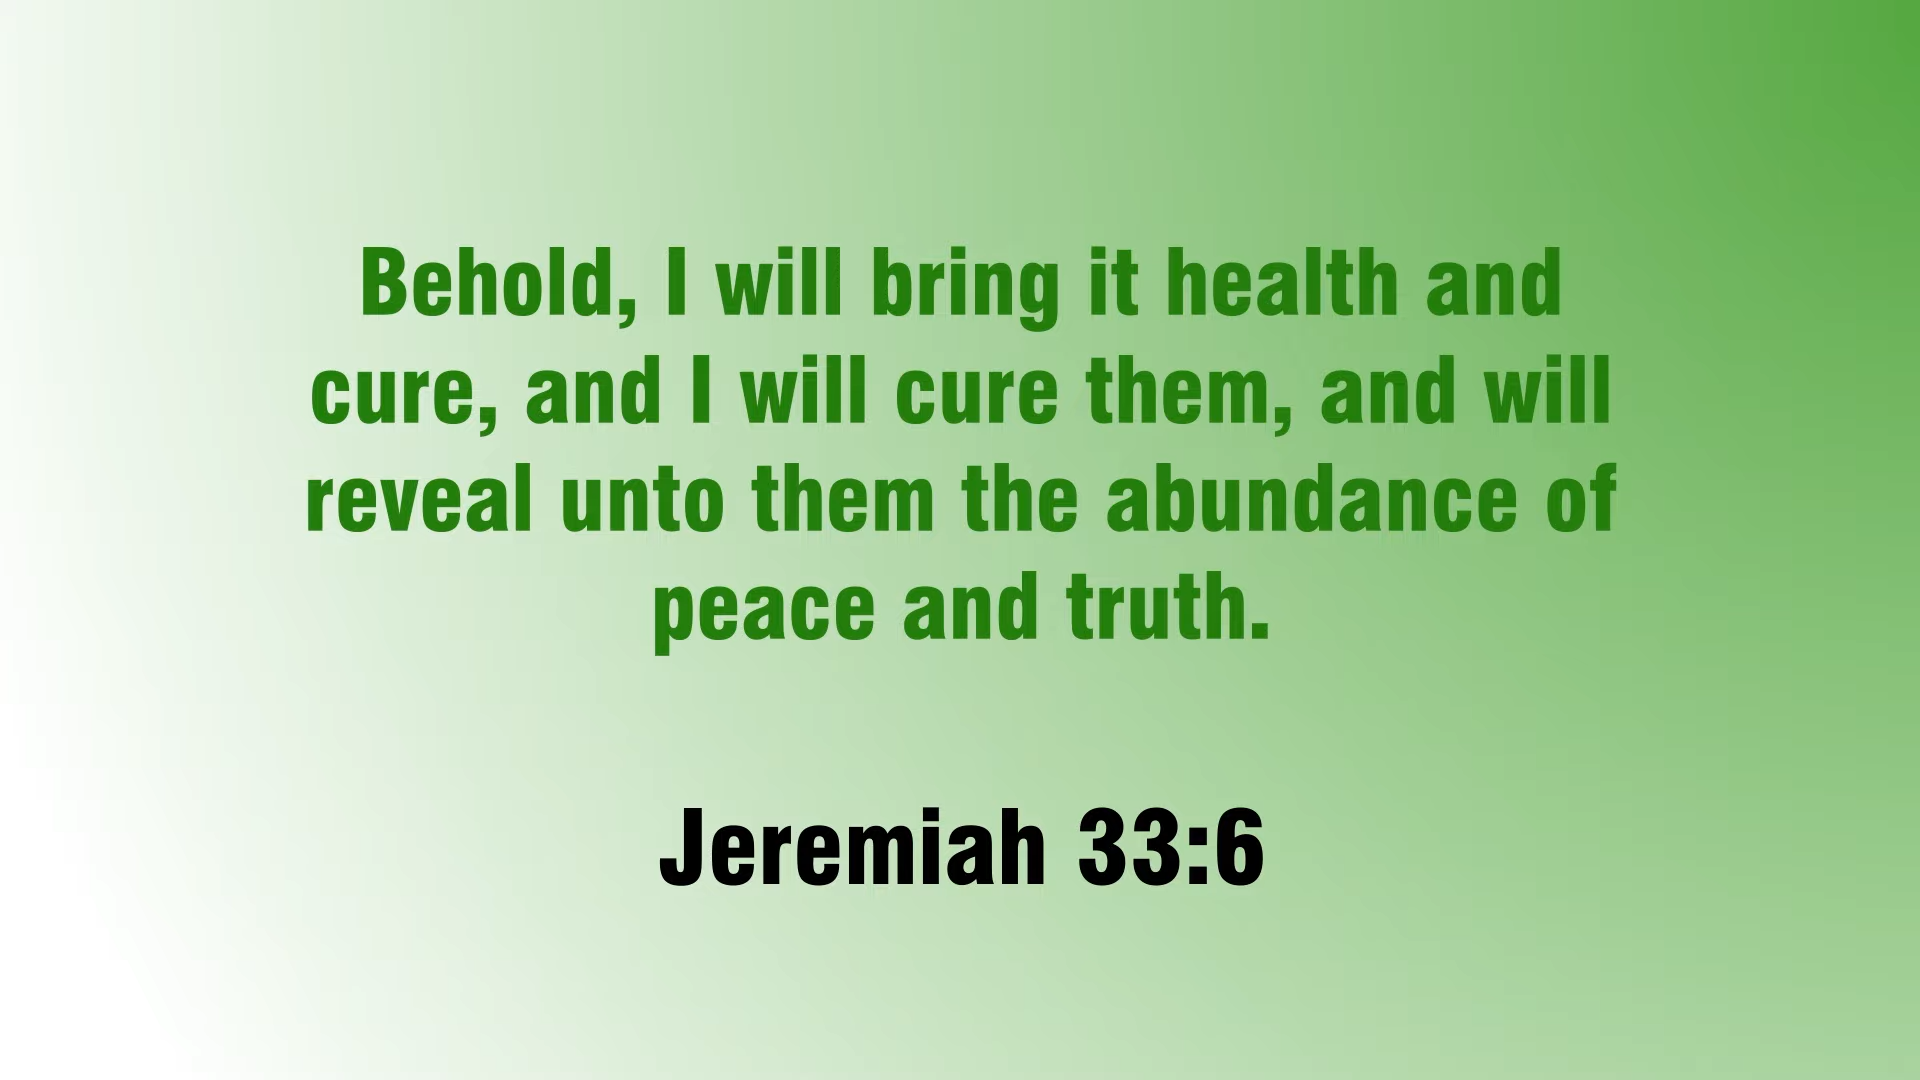 Behold, I will bring it health and
cure, and I will cure them, and will
reveal unto them the abundance of
peace and truth.
Jeremiah 33:6